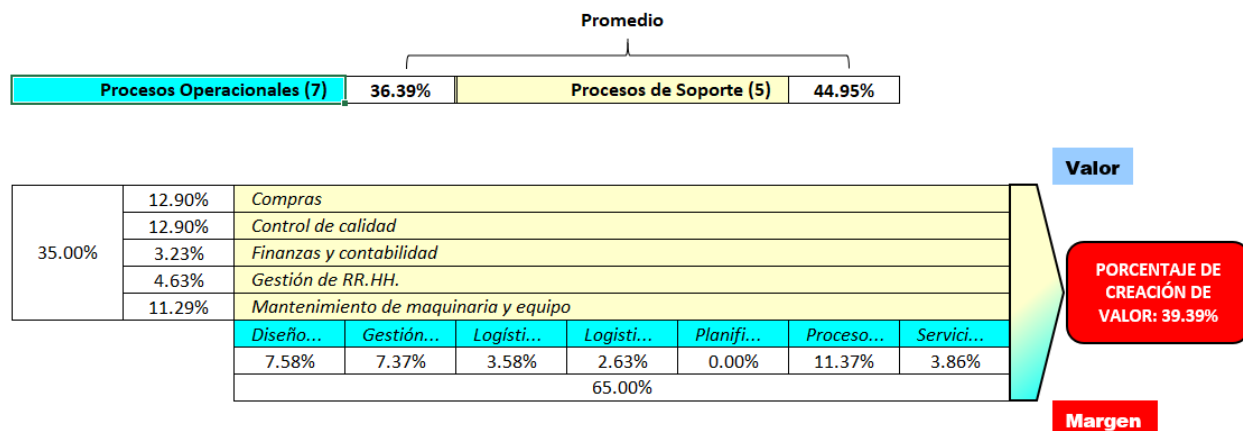 Promedio
Procesos Operacionales (7) 36.39% Procesos de Soporte (5) 44.95%
Valor
12.90% Compras
12.90% Control de calidad
35.00% 3.23% Finanzas y contabilidad
4.63% Gestión de RR.HH.
11.29% Mantenimiento de maquinaria y equipo
PORCENTAJE DE
CREACIÓN DE
VALOR: 39.39%
Diseño... Gestión... Logísti... Logisti... Planifi... Proceso... Servici...
7.58% 7.37% 3.58% 2.63% 0.00% 11.37% 3.86%
65.00%
Margen